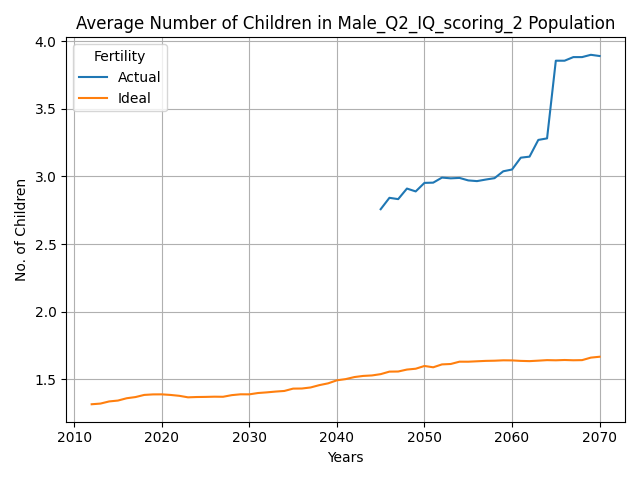 Average Number of Children in Male_Q2_IQ_scoring_2 Population
Fertility
Actual
Ideal
No. of Children
4.0
3.5
3.0
2.5
2.0
1.5
2010 2020 2030 2040 2050 2060 2070
Years